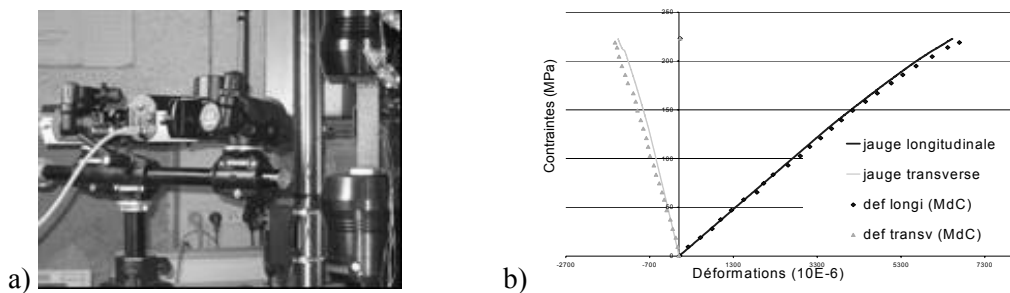 a)
b)
Contraintes (MPa)
250
200
150
100
50
0
jauge longitudinale
jauge transverse
def longi (MdC)
def transv (MdC)
-2700 -700 1300 3300 5300 7300
Déformations (10E-6)